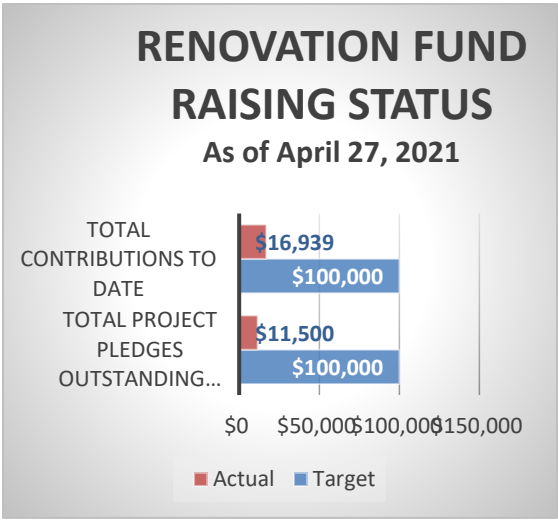 RENOVATION FUND
RAISING STATUS
As of April 27, 2021
TOTAL
CONTRIBUTIONS TO
DATE
$16,939
$100,000
TOTAL PROJECT
PLEDGES
OUTSTANDING...
$11,500
$100,000
$0 $50,000 $100,000 $150,000
Actual Target